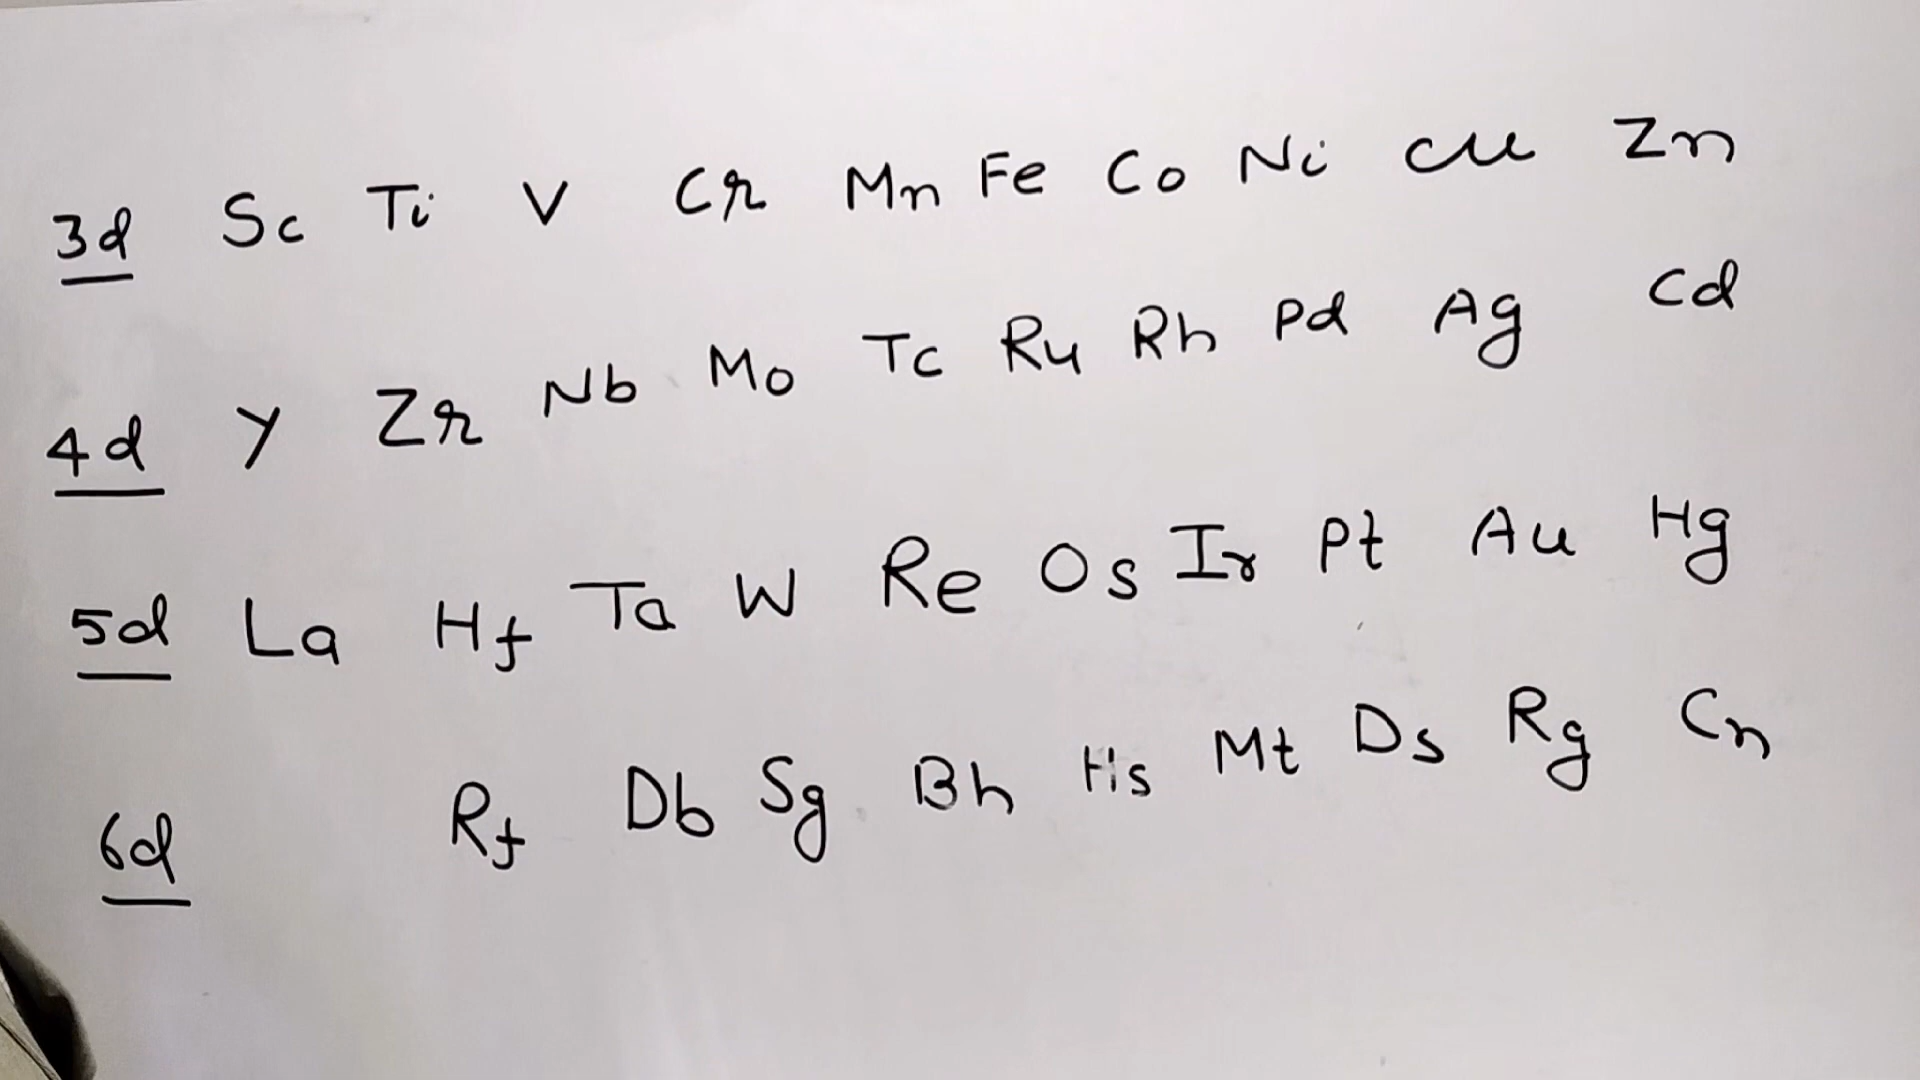 3d Sc Ti V Cr Mn Fe Co Ni Cu Zn
4d Y Zr Nb Mo Tc Ru Rh Pd Ag Cd
5d La Hf Ta W Re Os Ir Pt Au Hg
6d Rf Db Sg Bh Hs Mt Ds Rg Cn